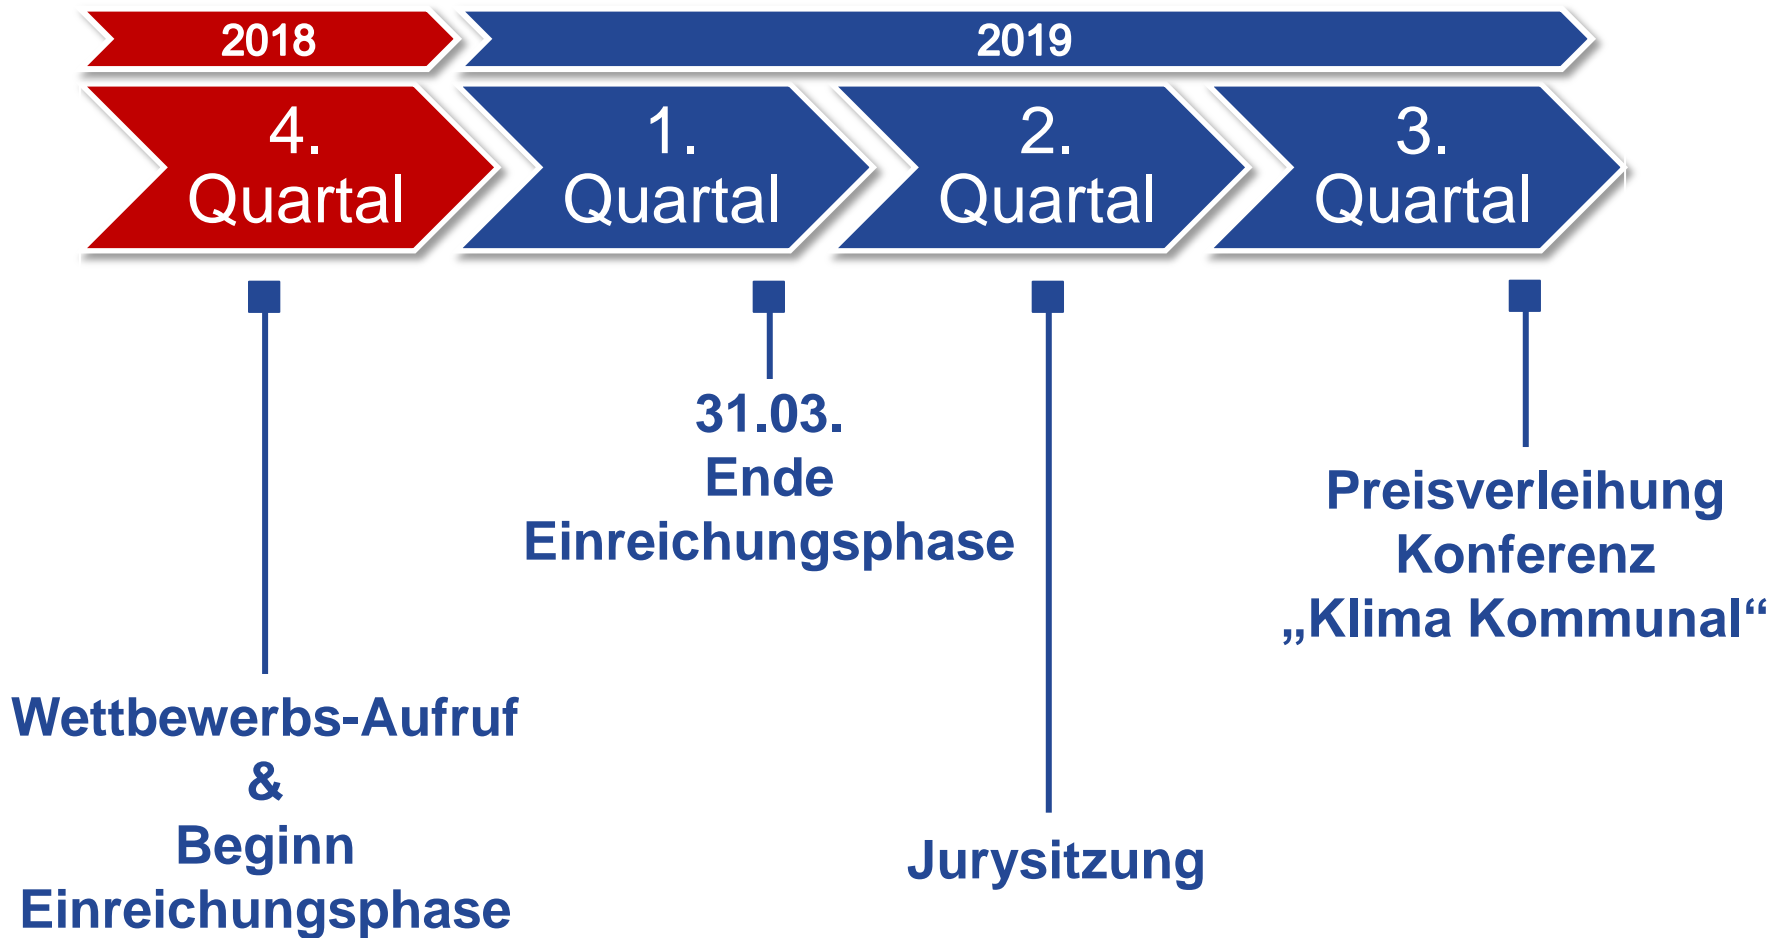 2018
2019
4.
Quartal
1.
Quartal
2.
Quartal
3.
Quartal
31.03.
Ende
Einreichungsphase
Preisverleihung
Konferenz
„Klima Kommunal“
Wettbewerbs-Aufruf
&
Beginn
Einreichungsphase
Jurysitzung